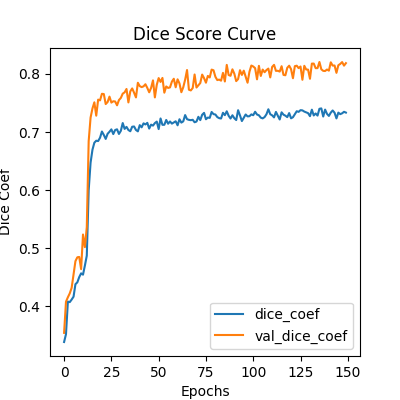 Dice Score Curve
Dice Coef
0.8
0.7
0.6
0.5
0.4
0 25 50 75 100 125 150
Epochs
dice_coef
val_dice_coef